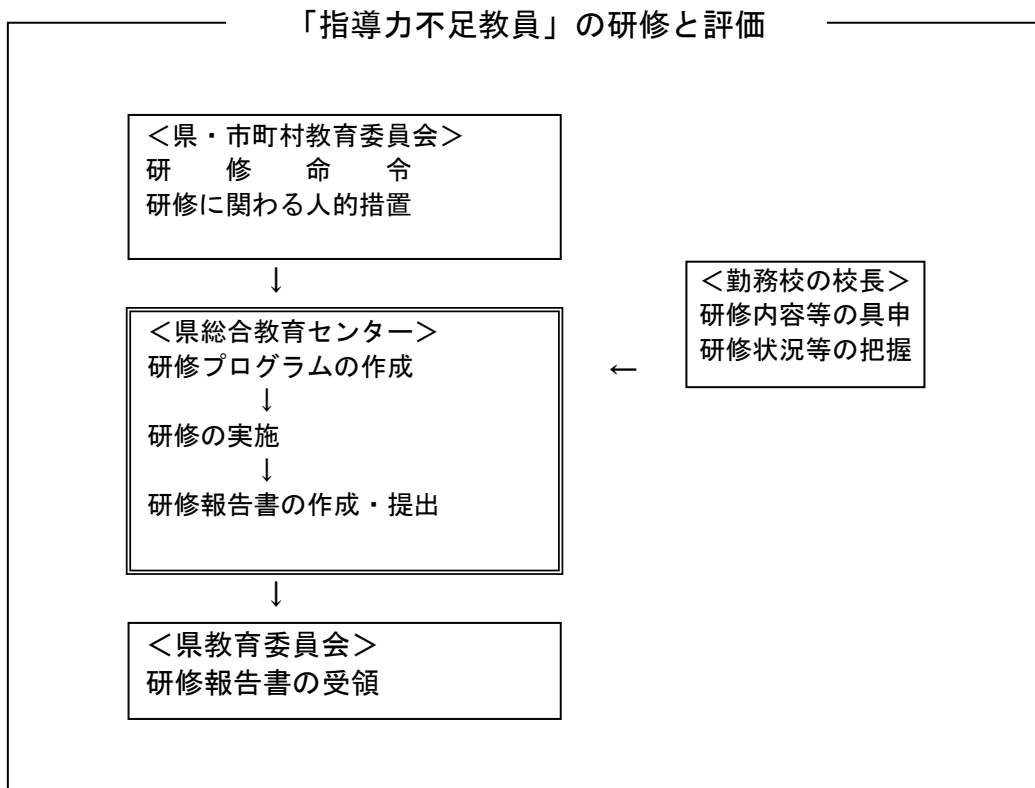 「指導力不足教員」の研修と評価
＜県・市町村教育委員会＞
研　修　命　令
研修に関わる人的措置
↓
＜県総合教育センター＞
研修プログラムの作成
↓
研修の実施
↓
研修報告書の作成・提出
←
＜勤務校の校長＞
研修内容等の具申
研修状況等の把握
↓
＜県教育委員会＞
研修報告書の受領